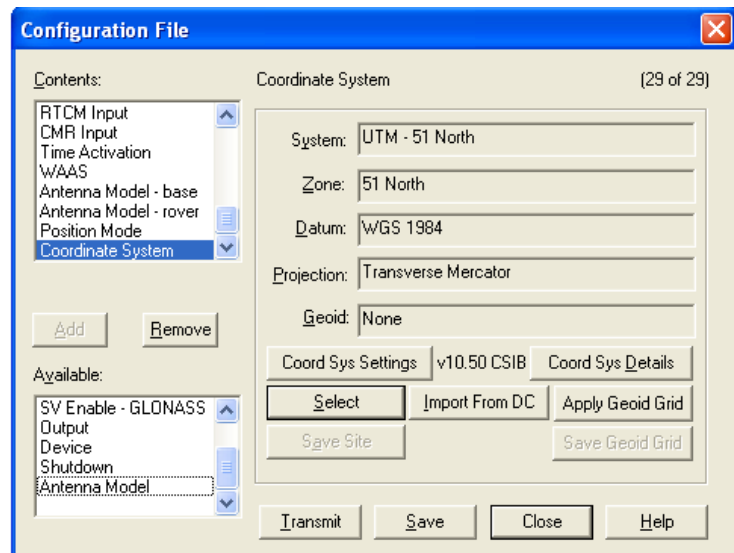 Configuration File
Contents:
RTCM Input
CMR Input
Time Activation
WAAS
Antenna Model - base
Antenna Model - rover
Position Mode
Coordinate System
Add
Remove
Available:
SV Enable - GLONASS
Output
Device
Shutdown
Antenna Model
Coordinate System (29 of 29)
System: UTM - 51 North
Zone: 51 North
Datum: WGS 1984
Projection: Transverse Mercator
Geoid: None
Coord Sys Settings v10.50 CSIB Coord Sys Details
Select Import From DC Apply Geoid Grid
Save Site Save Geoid Grid
Transmit Save Close Help